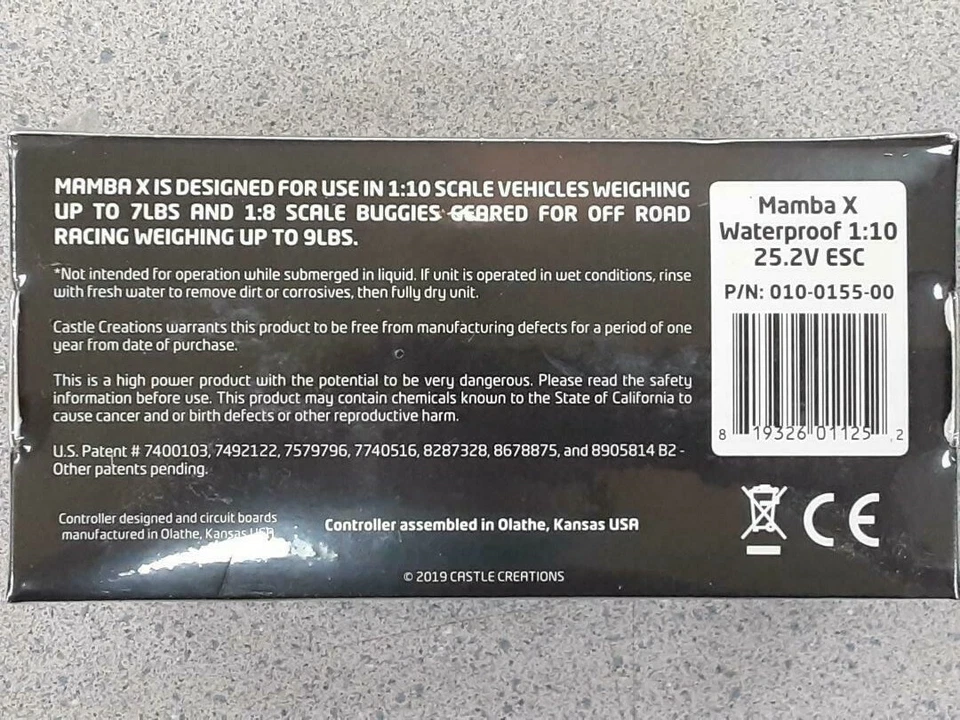 MAMBA X IS DESIGNED FOR USE IN 1:10 SCALE VEHICLES WEIGHING
UP TO 7LBS AND 1:8 SCALE BUGGIES GEARED FOR OFF ROAD
RACING WEIGHING UP TO 9LBS.
*Not intended for operation while submerged in liquid. If unit is operated in wet conditions, rinse
with fresh water to remove dirt or corrosives, then fully dry unit.
Castle Creations warrants this product to be free from manufacturing defects for a period of one
year from date of purchase.
This is a high power product with the potential to be very dangerous. Please read the safety
information before use. This product may contain chemicals known to the State of California to
cause cancer and or birth defects or other reproductive harm.
U.S. Patent # 7400103, 7492122, 7579796, 7740516, 8287328, 8678875, and 8905814 B2 -
Other patents pending.
Controller designed and circuit boards
manufactured in Olathe, Kansas USA
Controller assembled in Olathe, Kansas USA
© 2019 CASTLE CREATIONS
Mamba X
Waterproof 1:10
25.2V ESC
P/N: 010-0155-00
8 19326 01125 2
CE